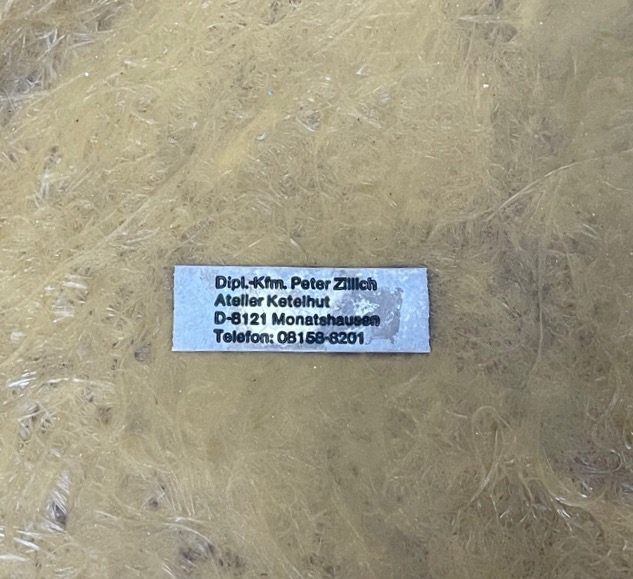 Dipl.-Kfm. Peter Zillich
Atelier Ketelhut
D-8121 Monatshausen
Telefon: 08158-8201